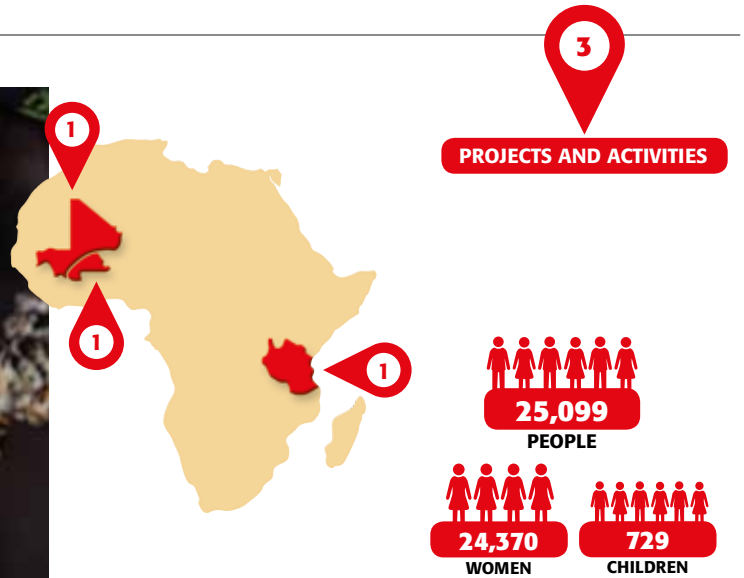 3
PROJECTS AND ACTIVITIES
1
1
1
25,099
PEOPLE
24,370
WOMEN
729
CHILDREN